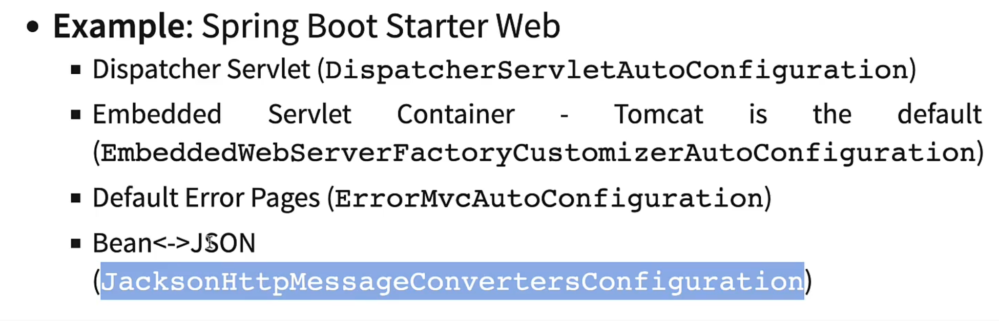 • Example: Spring Boot Starter Web
▪ Dispatcher Servlet (DispatcherServletAutoConfiguration)
▪ Embedded Servlet Container - Tomcat is the default
(EmbeddedWebServerFactoryCustomizerAutoConfiguration)
▪ Default Error Pages (ErrorMvcAutoConfiguration)
▪ Bean<->JSON
(JacksonHttpMessageConvertersConfiguration)